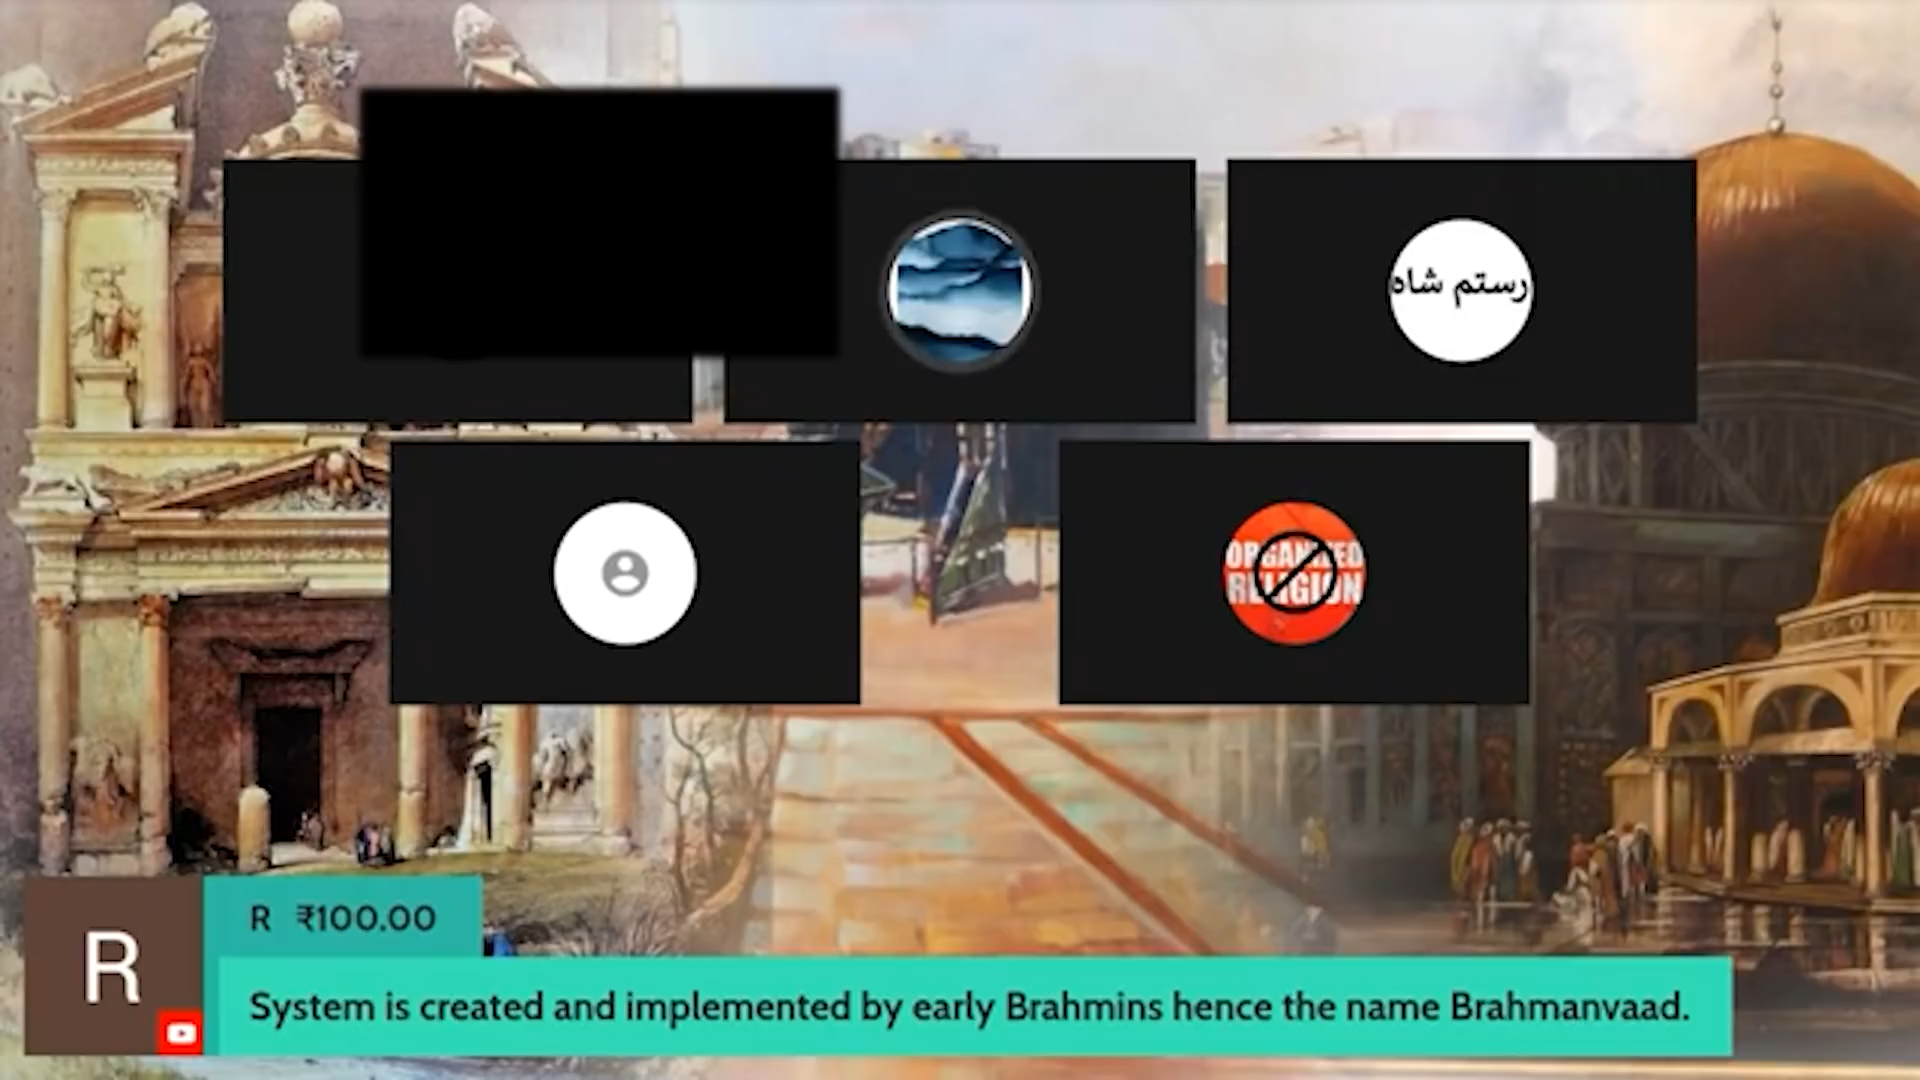 رستم شاه
ORGANIZED
RELIGION
R
R ₹100.00
System is created and implemented by early Brahmins hence the name Brahmanvaad.